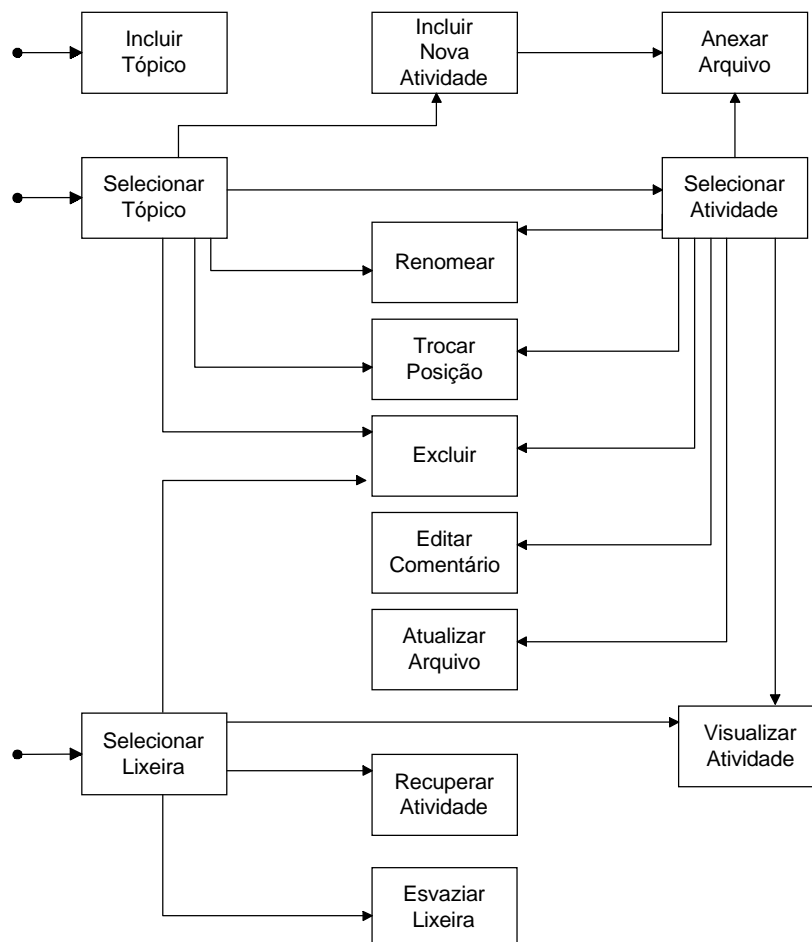 Incluir
Tópico
Incluir
Nova
Atividade
Anexar
Arquivo
Selecionar
Tópico
Selecionar
Atividade
Renomear
Trocar
Posição
Excluir
Editar
Comentário
Atualizar
Arquivo
Selecionar
Lixeira
Visualizar
Atividade
Recuperar
Atividade
Esvaziar
Lixeira